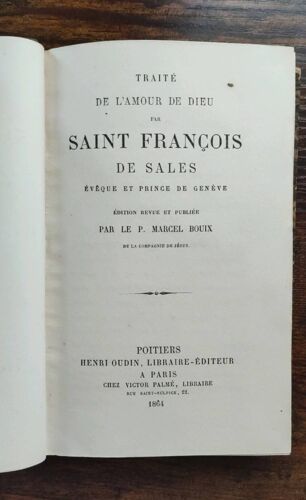 TRAITÉ
DE L'AMOUR DE DIEU
PAR
SAINT FRANÇOIS
DE SALES
ÉVÊQUE ET PRINCE DE GENÈVE
ÉDITION REVUE ET PUBLIÉE
PAR LE P. MARCEL BOUIX
DE LA COMPAGNIE DE JÉSUS.
POITIERS
HENRI OUDIN, LIBRAIRE-ÉDITEUR
A PARIS
CHEZ VICTOR PALMÉ, LIBRAIRE
RUE SAINT-SULPICE, 22.
1864